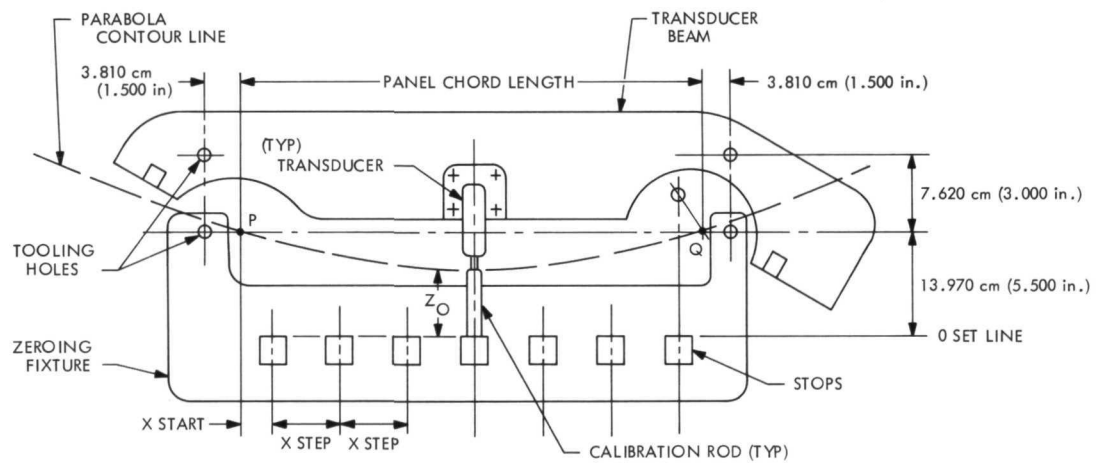 PARABOLA
CONTOUR LINE
TRANSDUCER
BEAM
3.810 cm
(1.500 in)
PANEL CHORD LENGTH
3.810 cm (1.500 in.)
(TYP)
TRANSDUCER
7.620 cm (3.000 in.)
P
Q
TOOLING
HOLES
13.970 cm (5.500 in.)
ZO
0 SET LINE
ZEROING
FIXTURE
STOPS
X START
X STEP
X STEP
CALIBRATION ROD (TYP)